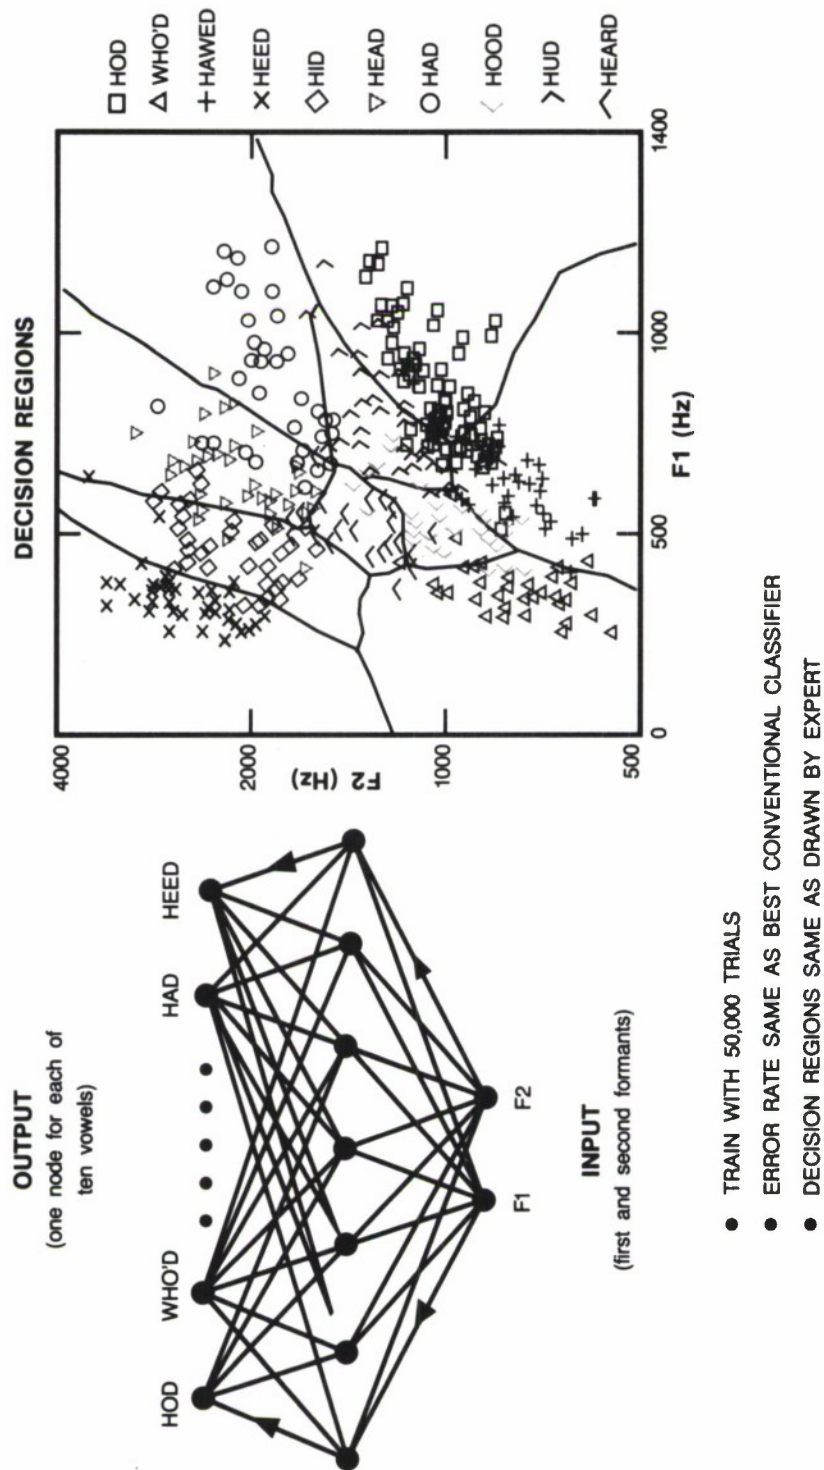 OUTPUT
(one node for each of
ten vowels)
HOD
WHO'D
HAD
HEED
F1
F2
INPUT
(first and second formants)
DECISION REGIONS
4000
2000
1000
500
F2 (Hz)
0
500
1000
1400
F1 (Hz)
HOD
WHO'D
HAWED
HEED
HID
HEAD
HAD
HOOD
HUD
HEARD
● TRAIN WITH 50,000 TRIALS
● ERROR RATE SAME AS BEST CONVENTIONAL CLASSIFIER
● DECISION REGIONS SAME AS DRAWN BY EXPERT